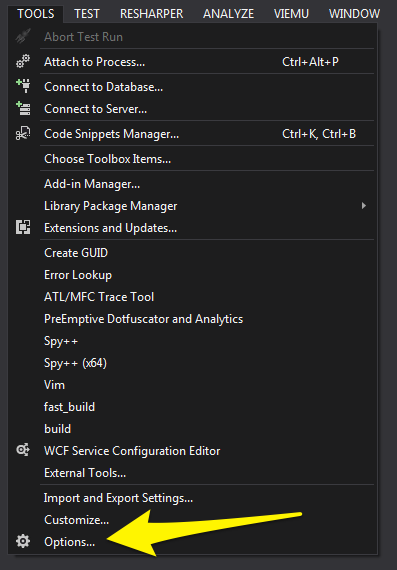 TOOLS TEST RESHARPER ANALYZE VIEMU WINDOW
Abort Test Run
Attach to Process... Ctrl+Alt+P
Connect to Database...
Connect to Server...
Code Snippets Manager... Ctrl+K, Ctrl+B
Choose Toolbox Items...
Add-in Manager...
Library Package Manager
Extensions and Updates...
Create GUID
Error Lookup
ATL/MFC Trace Tool
PreEmptive Dotfuscator and Analytics
Spy++
Spy++ (x64)
Vim
fast_build
build
WCF Service Configuration Editor
External Tools...
Import and Export Settings...
Customize...
Options...